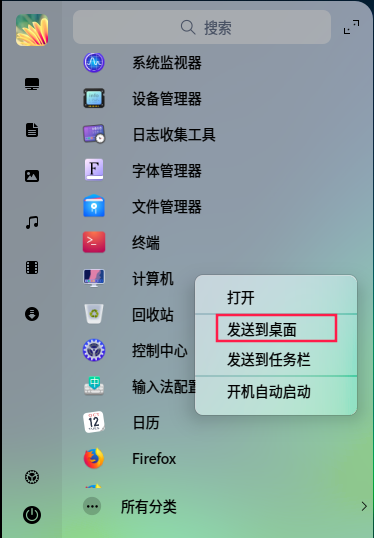 搜索
系统监视器
设备管理器
日志收集工具
字体管理器
F
文件管理器
终端
计算机
打开
回收站
发送到桌面
控制中心
发送到任务栏
输入法配置
开机自动启动
12
日历
Firefox
所有分类